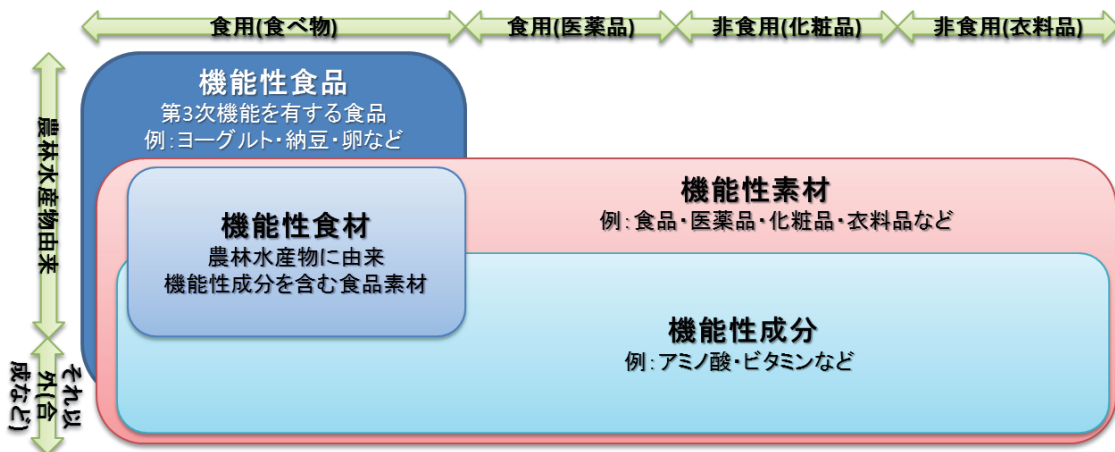 食用(食べ物)
食用(医薬品)
非食用(化粧品)
非食用(衣料品)
農林水産物由来
それ以
外(合
成など)
機能性食品
第3次機能を有する食品
例:ヨーグルト・納豆・卵など
機能性食材
農林水産物に由来
機能性成分を含む食品素材
機能性素材
例:食品・医薬品・化粧品・衣料品など
機能性成分
例:アミノ酸・ビタミンなど